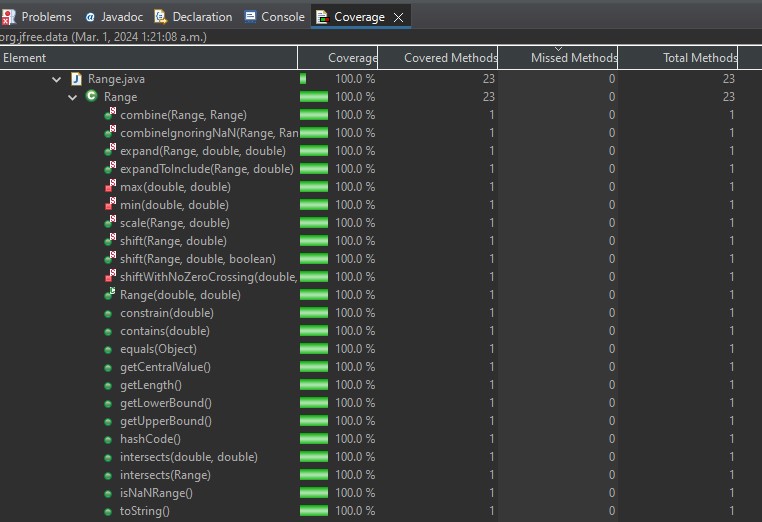 Problems @ Javadoc Declaration Console Coverage
org.jfree.data (Mar. 1, 2024 1:21:08 a.m.)
Element Coverage Covered Methods Missed Methods Total Methods
Range.java 100.0 % 23 0 23
Range 100.0 % 23 0 23
combine(Range, Range) 100.0 % 1 0 1
combineIgnoringNaN(Range, Ran 100.0 % 1 0 1
expand(Range, double, double) 100.0 % 1 0 1
expandToInclude(Range, double) 100.0 % 1 0 1
max(double, double) 100.0 % 1 0 1
min(double, double) 100.0 % 1 0 1
scale(Range, double) 100.0 % 1 0 1
shift(Range, double) 100.0 % 1 0 1
shift(Range, double, boolean) 100.0 % 1 0 1
shiftWithNoZeroCrossing(double, 100.0 % 1 0 1
Range(double, double) 100.0 % 1 0 1
constrain(double) 100.0 % 1 0 1
contains(double) 100.0 % 1 0 1
equals(Object) 100.0 % 1 0 1
getCentralValue() 100.0 % 1 0 1
getLength() 100.0 % 1 0 1
getLowerBound() 100.0 % 1 0 1
getUpperBound() 100.0 % 1 0 1
hashCode() 100.0 % 1 0 1
intersects(double, double) 100.0 % 1 0 1
intersects(Range) 100.0 % 1 0 1
isNaNRange() 100.0 % 1 0 1
toString() 100.0 % 1 0 1